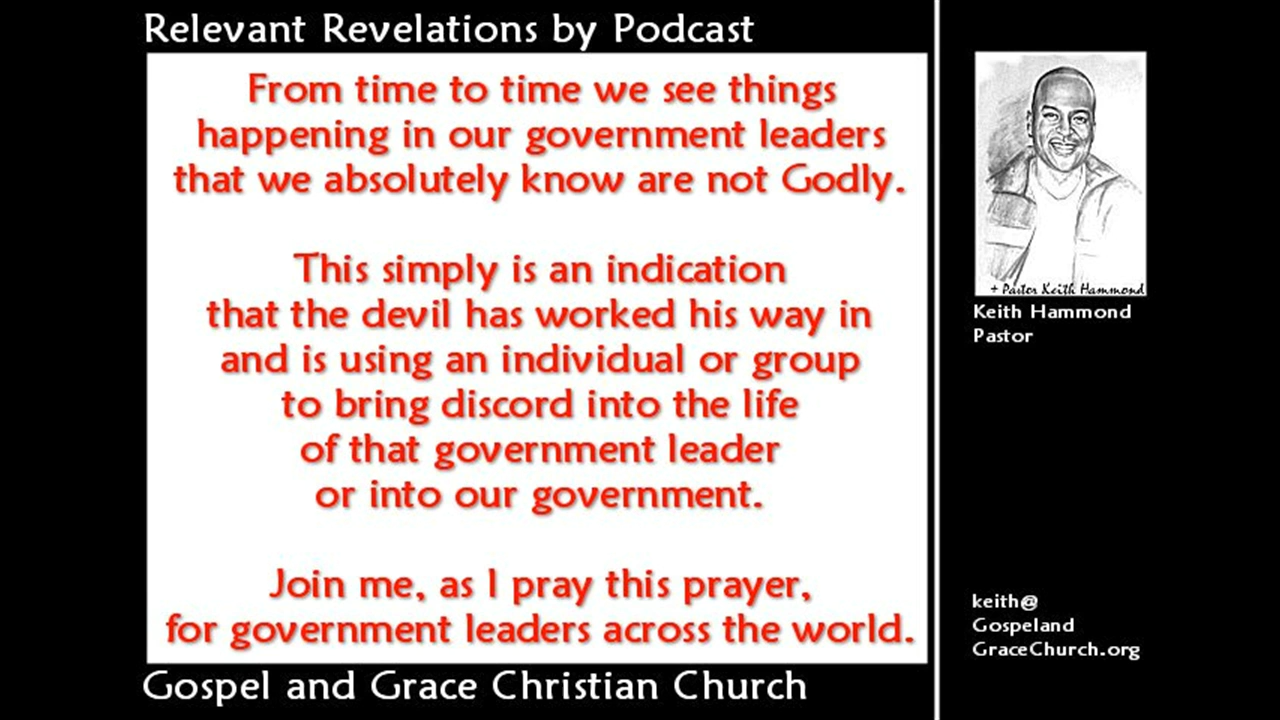 Relevant Revelations by Podcast
From time to time we see things
happening in our government leaders
that we absolutely know are not Godly.
This simply is an indication
that the devil has worked his way in
and is using an individual or group
to bring discord into the life
of that government leader
or into our government.
Join me, as I pray this prayer,
for government leaders across the world.
Gospel and Grace Christian Church
+ Pastor Keith Hammond
Keith Hammond
Pastor
keith@
Gospeland
GraceChurch.org